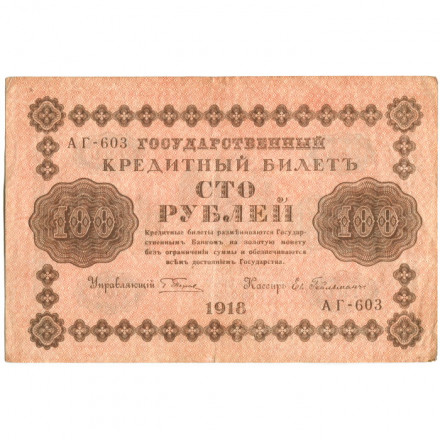 АГ-603 ГОСУДАРСТВЕННЫЙ
КРЕДИТНЫЙ БИЛЕТЪ
СТО
РУБЛЕЙ
100 100
Кредитные билеты размѣниваются Государ-
ственнымъ Банкомъ на золотую монету
безъ ограниченія суммы и обезпечиваются
всѣмъ достояніемъ Государства.
Управляющій Кассиръ
1918
АГ-603